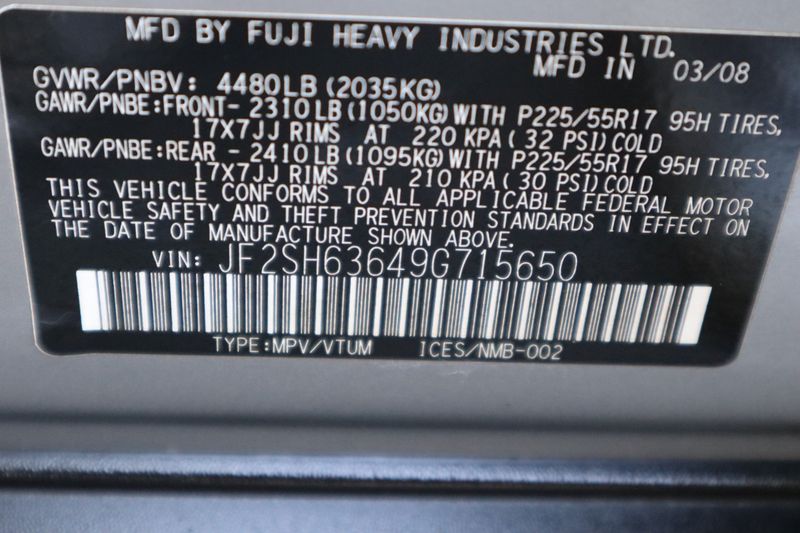 MFD BY FUJI HEAVY INDUSTRIES LTD.
MFD IN 03/08
GVWR/PNBV: 4480LB (2035KG)
GAWR/PNBE:FRONT- 2310LB (1050KG) WITH P225/55R17 95H TIRES,
17X7JJ RIMS AT 220 KPA( 32 PSI) COLD
GAWR/PNBE:REAR - 2410LB (1095KG) WITH P225/55R17 95H TIRES,
17X7JJ RIMS AT 210 KPA( 30 PSI) COLD
THIS VEHICLE CONFORMS TO ALL APPLICABLE FEDERAL MOTOR
VEHICLE SAFETY AND THEFT PREVENTION STANDARDS IN EFFECT ON
THE DATE OF MANUFACTURE SHOWN ABOVE.
VIN: JF2SH63649G715650
TYPE:MPV/VTUM ICES/NMB-002